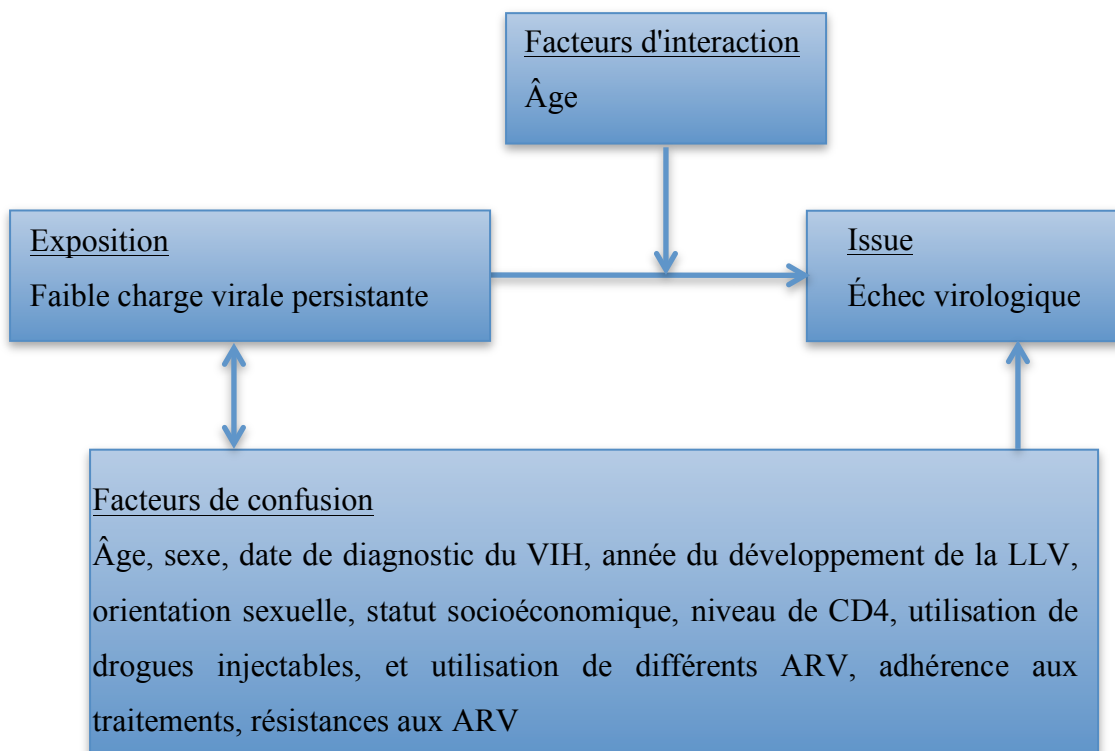 Facteurs d'interaction
Âge
Exposition
Faible charge virale persistante
Issue
Échec virologique
Facteurs de confusion
Âge, sexe, date de diagnostic du VIH, année du développement de la LLV,
orientation sexuelle, statut socioéconomique, niveau de CD4, utilisation de
drogues injectables, et utilisation de différents ARV, adhérence aux
traitements, résistances aux ARV